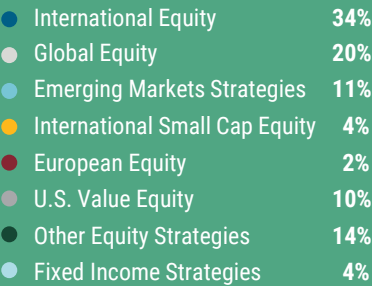 International Equity 34%
Global Equity 20%
Emerging Markets Strategies 11%
International Small Cap Equity 4%
European Equity 2%
U.S. Value Equity 10%
Other Equity Strategies 14%
Fixed Income Strategies 4%